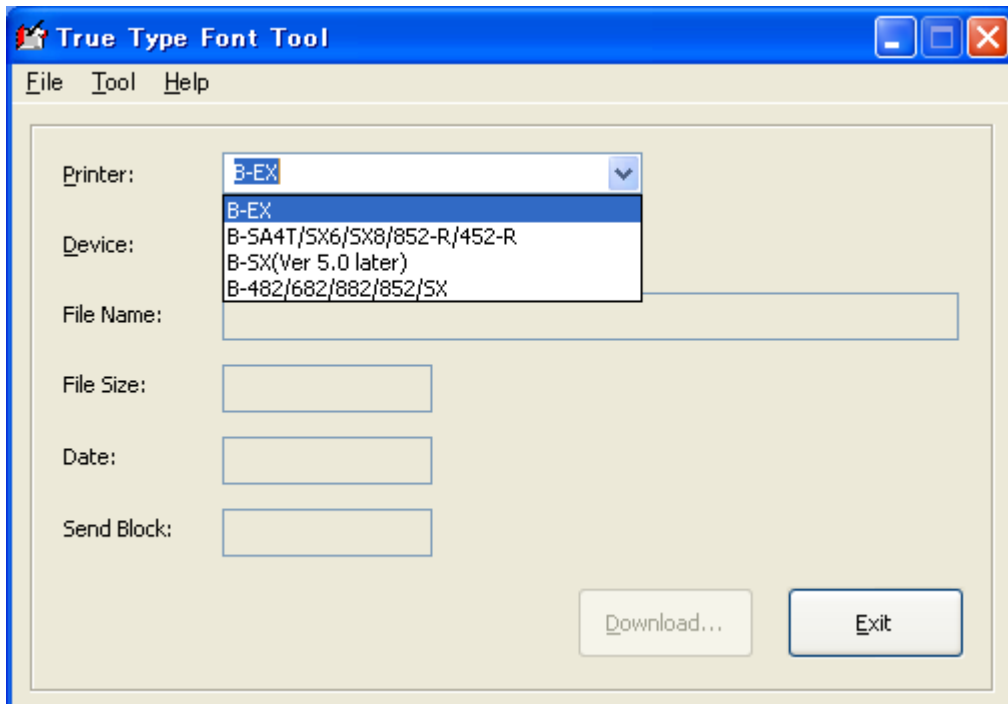 True Type Font Tool
File Tool Help
Printer: B-EX
B-EX
B-SA4T/SX6/SX8/852-R/452-R
Device:
B-SX(Ver 5.0 later)
B-482/682/882/852/SX
File Name:
File Size:
Date:
Send Block:
Download... Exit